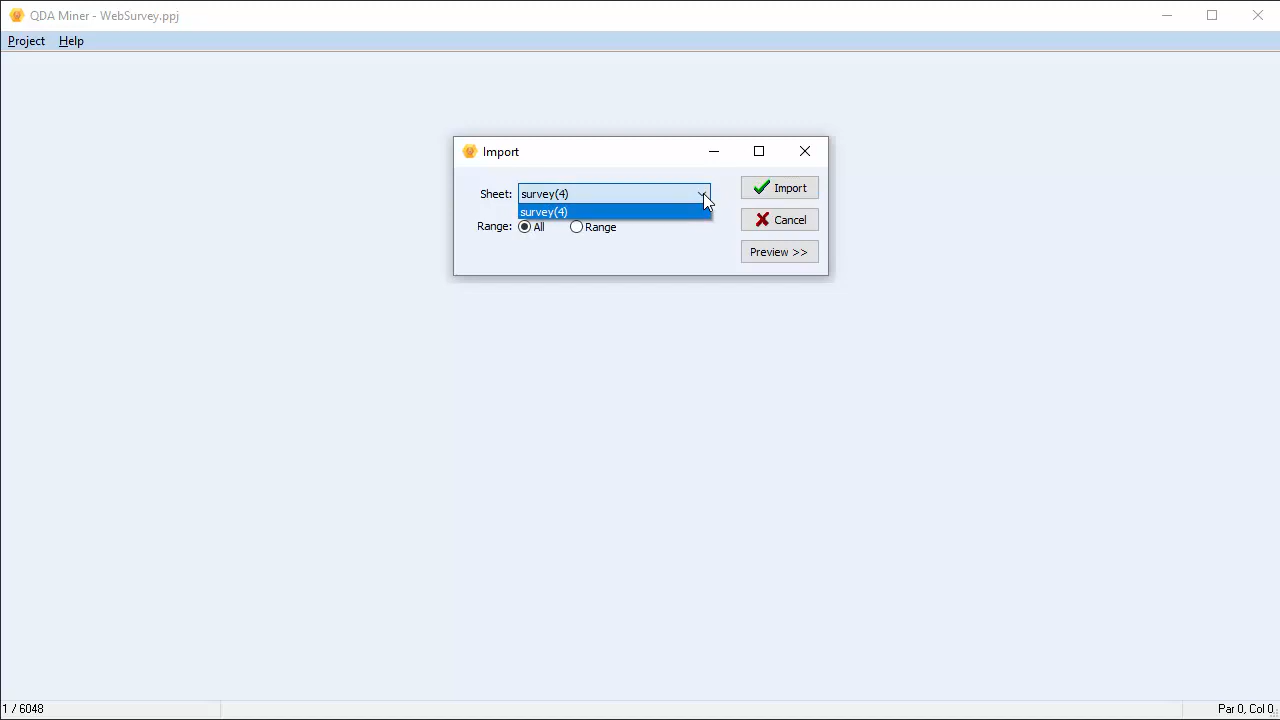 QDA Miner - WebSurvey.ppj
Project Help
Import
Sheet: survey(4)
survey(4)
Range: All Range
Import
Cancel
Preview >>
1 / 6048
Par 0, Col 0